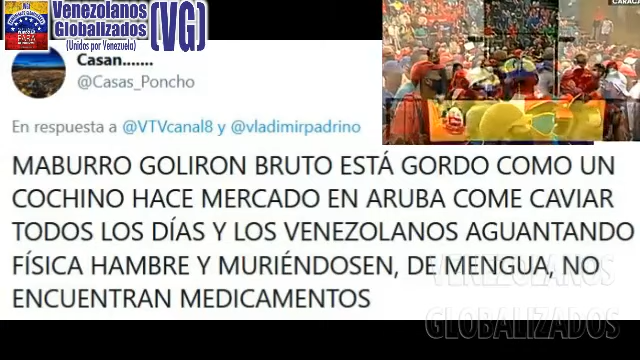 Venezolanos
Globalizados
(Unidos por Venezuela)
(VG)
CARACA
Casan.......
@Casas_Poncho
En respuesta a @VTVcanal8 y @vladimirpadrino
MABURRO GOLIRON BRUTO ESTÁ GORDO COMO UN
COCHINO HACE MERCADO EN ARUBA COME CAVIAR
TODOS LOS DÍAS Y LOS VENEZOLANOS AGUANTANDO
FÍSICA HAMBRE Y MURIÉNDOSEN, DE MENGUA, NO
ENCUENTRAN MEDICAMENTOS
VENEZOLANOS
GLOBALIZADOS